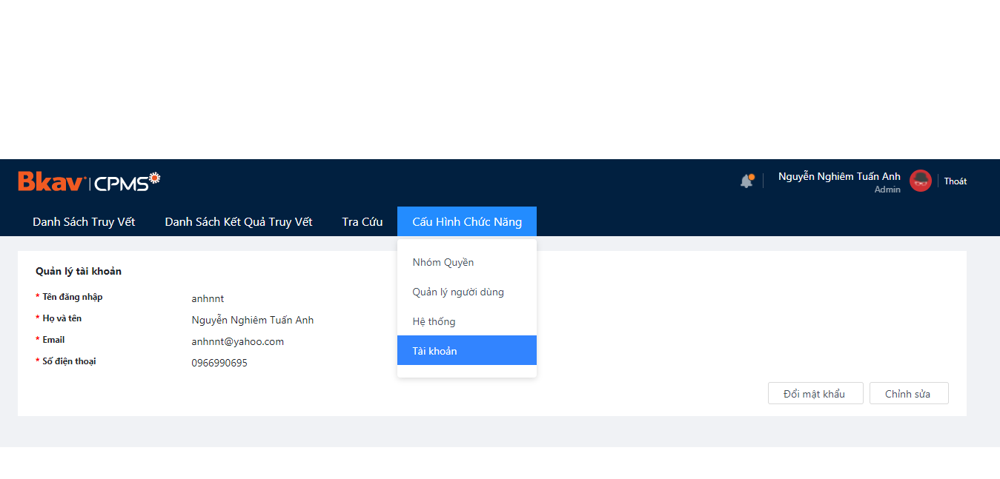 Bkav | CPMS
Nguyễn Nghiêm Tuấn Anh
Admin
Thoát
Danh Sách Truy Vết
Danh Sách Kết Quả Truy Vết
Tra Cứu
Cấu Hình Chức Năng
Nhóm Quyền
Quản lý người dùng
Hệ thống
Tài khoản
Quản lý tài khoản
* Tên đăng nhập anhnnt
* Họ và tên Nguyễn Nghiêm Tuấn Anh
* Email anhnnt@yahoo.com
* Số điện thoại 0966990695
Đổi mật khẩu
Chỉnh sửa